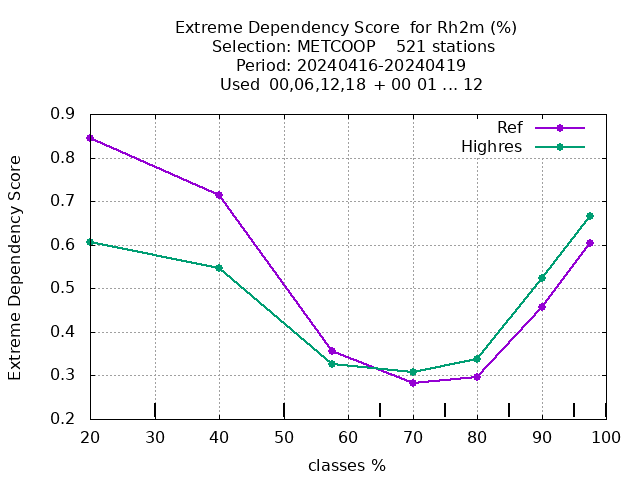 Extreme Dependency Score  for Rh2m (%)
Selection: METCOOP    521 stations
Period: 20240416-20240419
Used  00,06,12,18  + 00 01 ... 12
Extreme Dependency Score
0.9
0.8
0.7
0.6
0.5
0.4
0.3
0.2
Ref
Highres
20 30 40 50 60 70 80 90 100
classes %